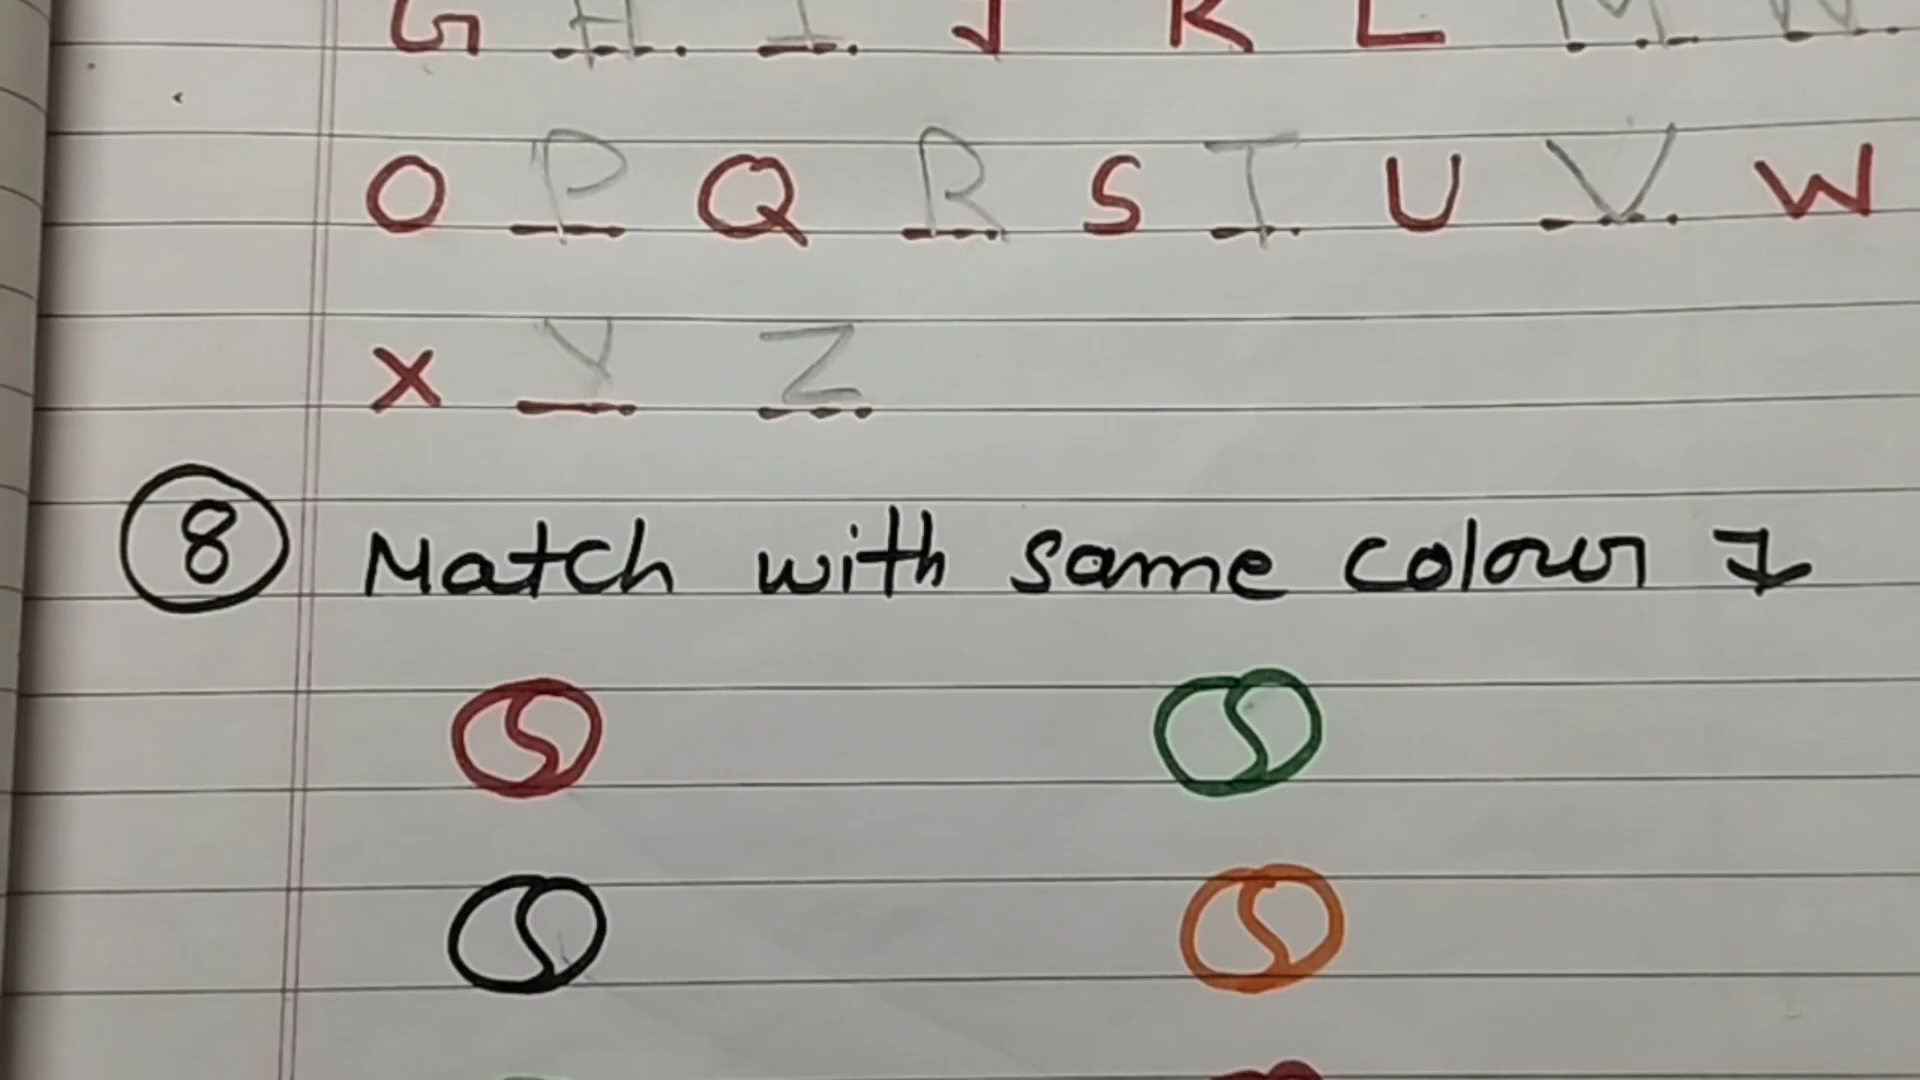 G H I J K L M N
O P Q R S T U V W
X Y Z
8 Match with same colour